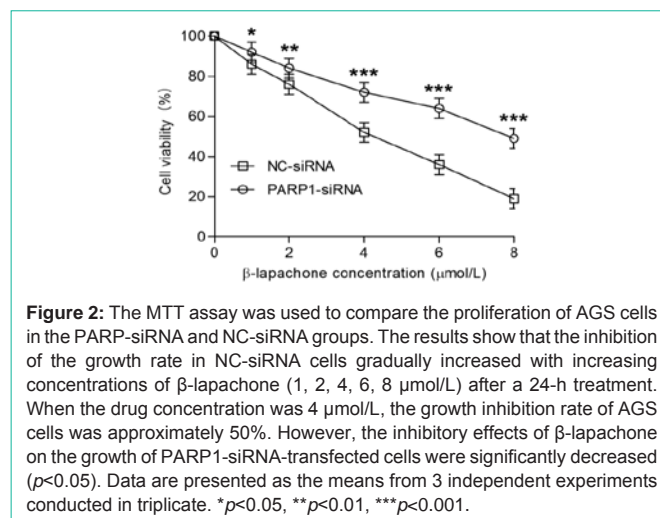 100
80
60
40
20
0
Cell viability (%)
*
**
***
***
***
NC-siRNA
PARP1-siRNA
0 2 4 6 8
β-lapachone concentration (μmol/L)
Figure 2: The MTT assay was used to compare the proliferation of AGS cells
in the PARP-siRNA and NC-siRNA groups. The results show that the inhibition
of the growth rate in NC-siRNA cells gradually increased with increasing
concentrations of β-lapachone (1, 2, 4, 6, 8 μmol/L) after a 24-h treatment.
When the drug concentration was 4 μmol/L, the growth inhibition rate of AGS
cells was approximately 50%. However, the inhibitory effects of β-lapachone
on the growth of PARP1-siRNA-transfected cells were significantly decreased
(p<0.05). Data are presented as the means from 3 independent experiments
conducted in triplicate. *p<0.05, **p<0.01, ***p<0.001.